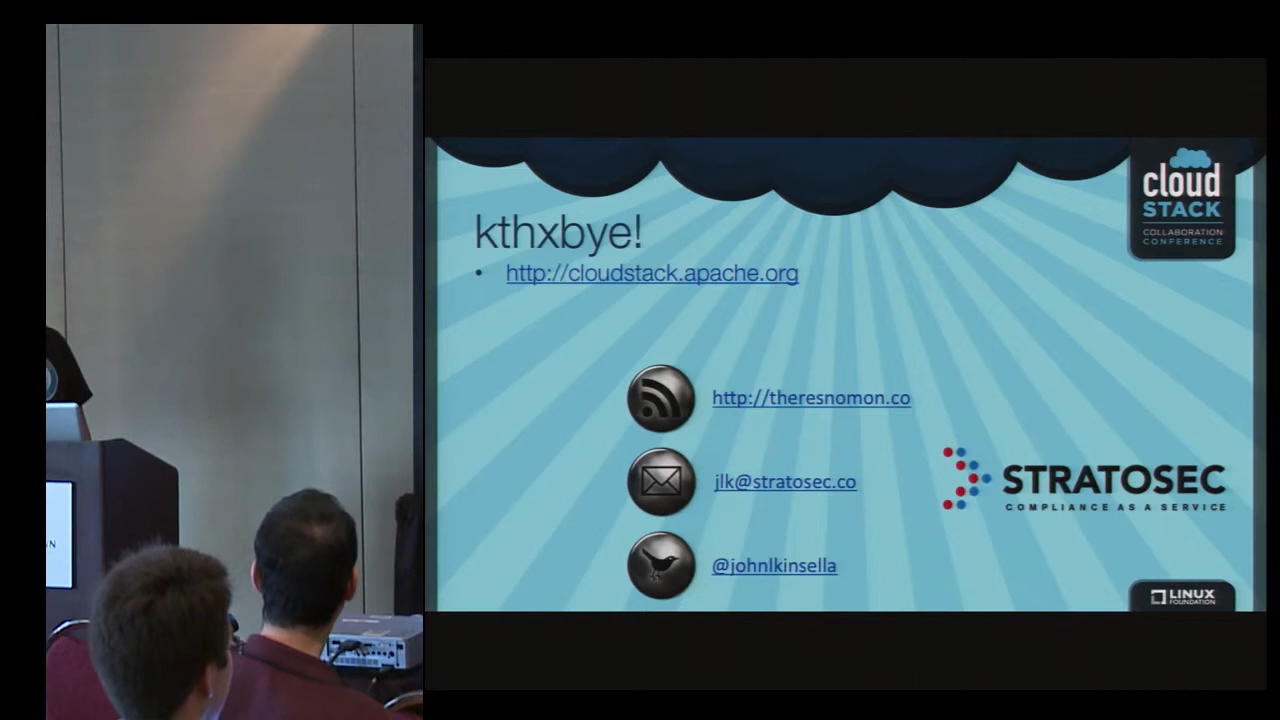 kthxbye!
• http://cloudstack.apache.org
http://theresnomon.co
jlk@stratosec.co
@johnlkinsella
cloud
STACK
COLLABORATION
CONFERENCE
STRATOSEC
COMPLIANCE AS A SERVICE
LINUX
FOUNDATION